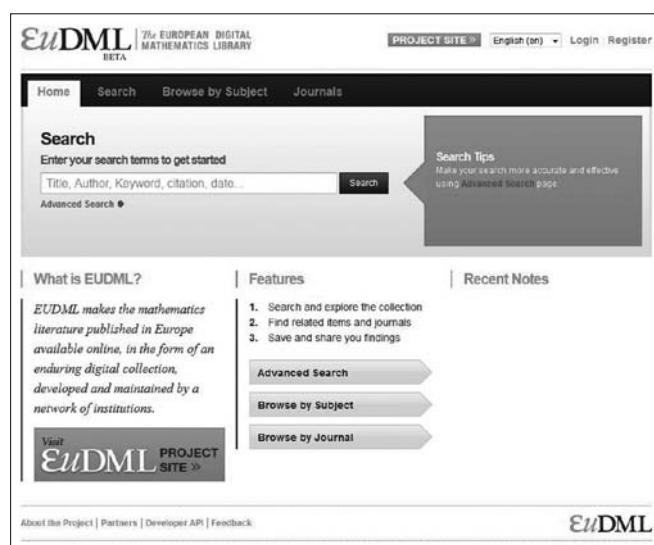 εuDML The EUROPEAN DIGITAL
MATHEMATICS LIBRARY
BETA
PROJECT SITE » English (en) Login Register
Home Search Browse by Subject Journals
Search
Enter your search terms to get started
Title, Author, Keyword, citation, date... Search
Advanced Search
Search Tips
Make your search more accurate and effective
using Advanced Search page
What is EUDML?
EUDML makes the mathematics
literature published in Europe
available online, in the form of an
enduring digital collection,
developed and maintained by a
network of institutions.
Visit
εuDML PROJECT
SITE »
Features
1. Search and explore the collection
2. Find related items and journals
3. Save and share you findings
Advanced Search
Browse by Subject
Browse by Journal
Recent Notes
About the Project | Partners | Developer API | Feedback
εuDML